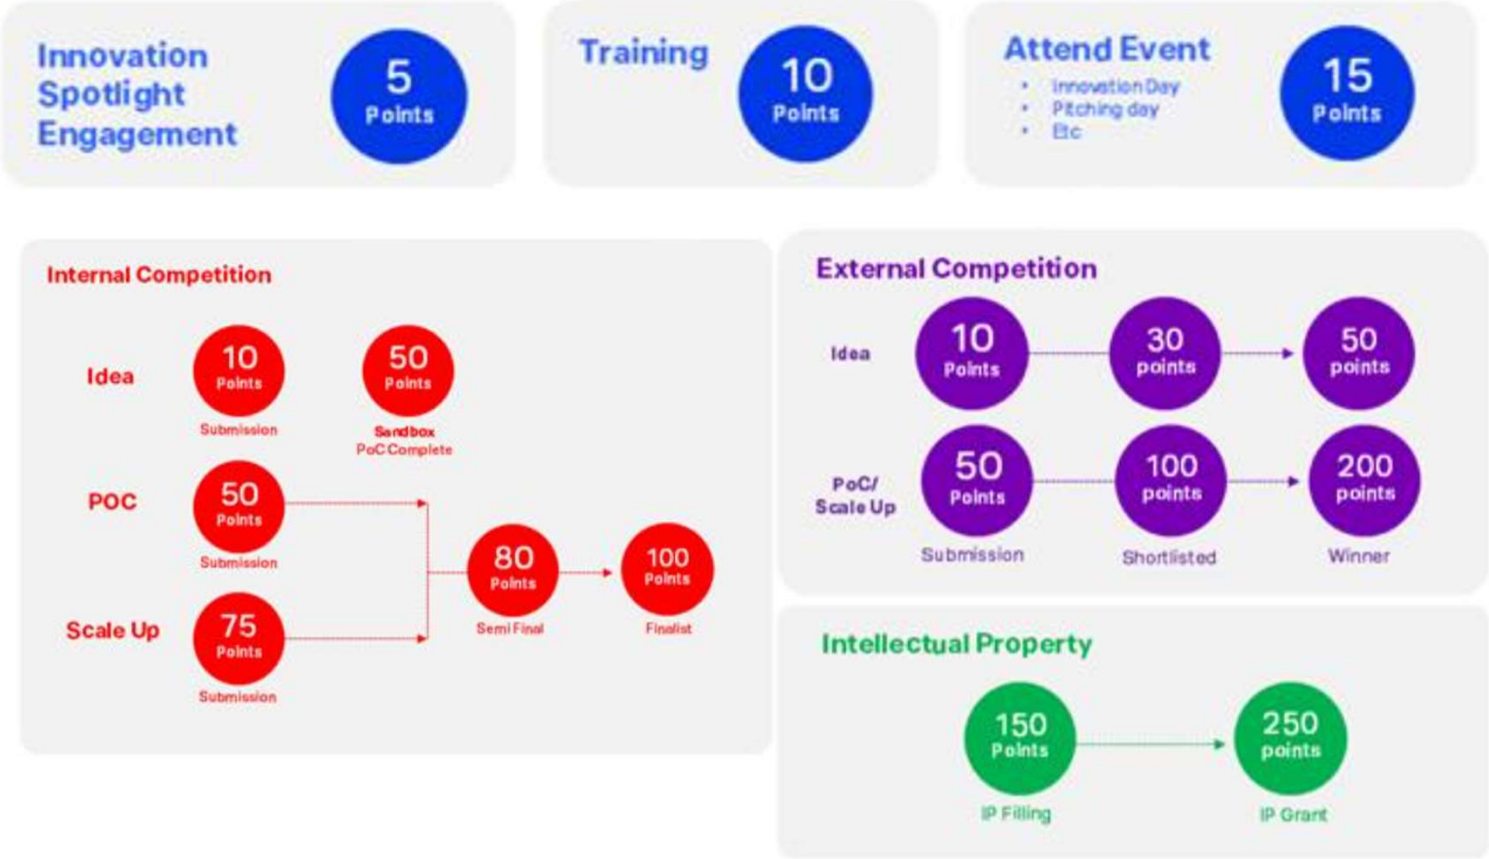 Innovation
Spotlight
Engagement
5
Points
Training
10
Points
Attend Event
• Innovation Day
• Pitching day
• Etc
15
Points
Internal Competition
Idea
10
Points
Submission
50
Points
Sandbox
PoC Complete
POC
50
Points
Submission
Scale Up
75
Points
Submission
80
Points
Semi Final
100
Points
Finalist
External Competition
Idea
10
Points
30
points
50
points
PoC/
Scale Up
50
Points
Submission
100
points
Shortlisted
200
points
Winner
Intellectual Property
150
Points
IP Filling
250
points
IP Grant